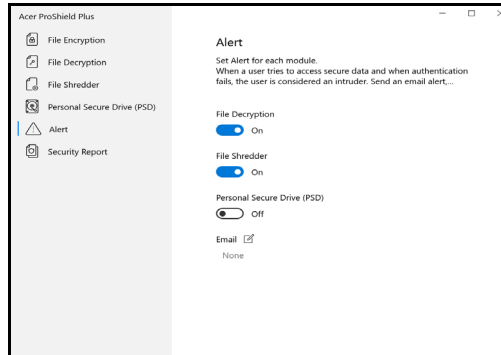 Acer ProShield Plus
File Encryption
File Decryption
File Shredder
Personal Secure Drive (PSD)
Alert
Security Report
Alert
Set Alert for each module.
When a user tries to access secure data and when authentication
fails, the user is considered an intruder. Send an email alert,...
File Decryption
On
File Shredder
On
Personal Secure Drive (PSD)
Off
Email
None